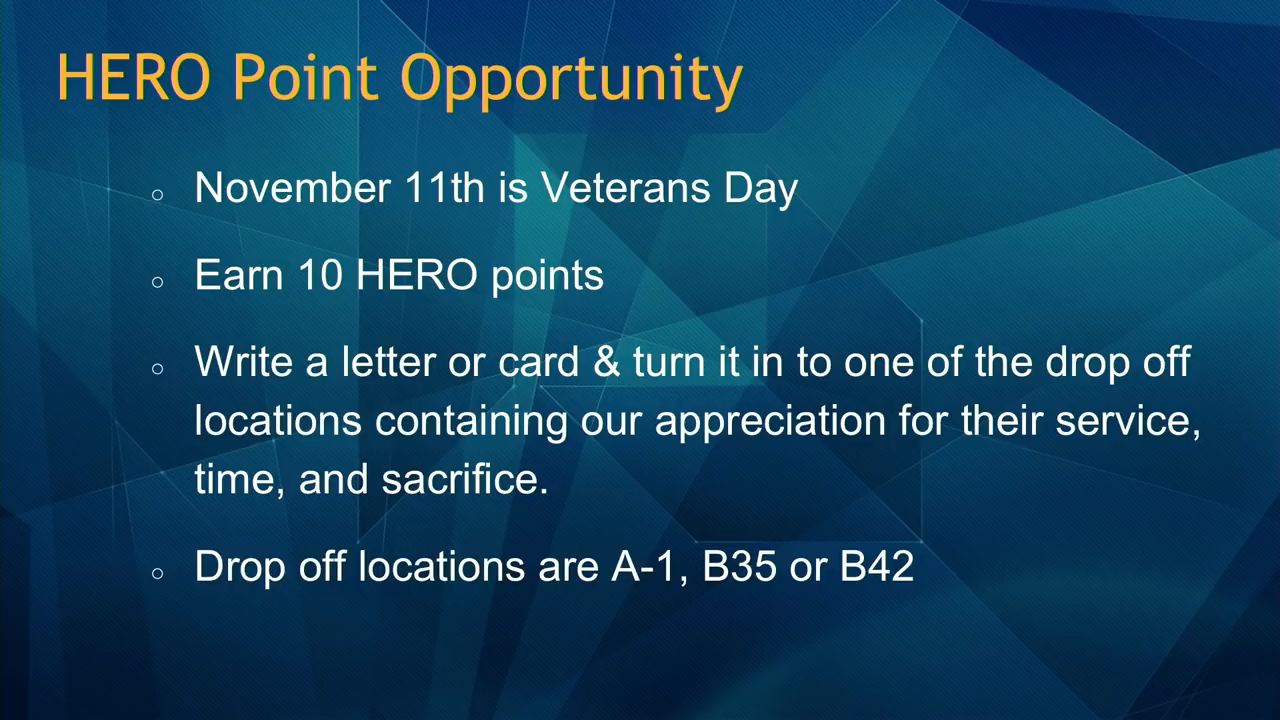 HERO Point Opportunity
○ November 11th is Veterans Day
○ Earn 10 HERO points
○ Write a letter or card & turn it in to one of the drop off
locations containing our appreciation for their service,
time, and sacrifice.
○ Drop off locations are A-1, B35 or B42